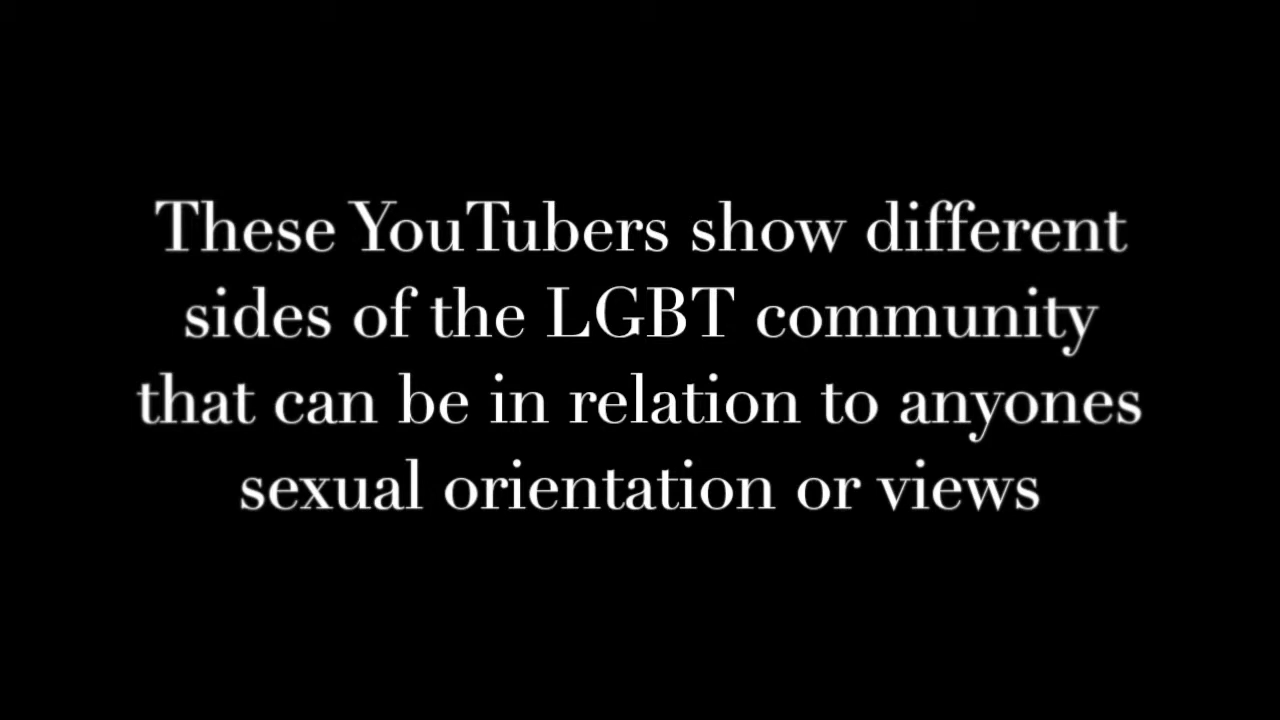 These YouTubers show different
sides of the LGBT community
that can be in relation to anyones
sexual orientation or views